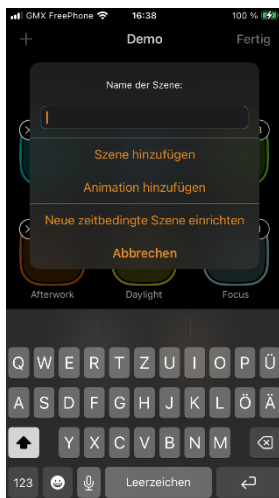 GMX FreePhone 16:38 100 %
+ Demo Fertig
Name der Szene:
Szene hinzufügen
Animation hinzufügen
Neue zeitbedingte Szene einrichten
Abbrechen
Afterwork Daylight Focus
Q W E R T Z U I O P Ü
A S D F G H J K L Ö Ä
Y X C V B N M
123 Leerzeichen